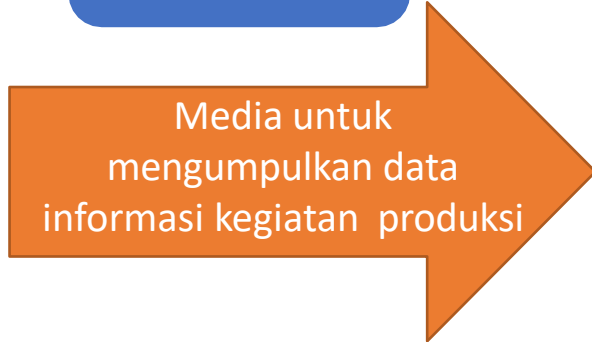 Media untuk
mengumpulkan data
informasi kegiatan produksi